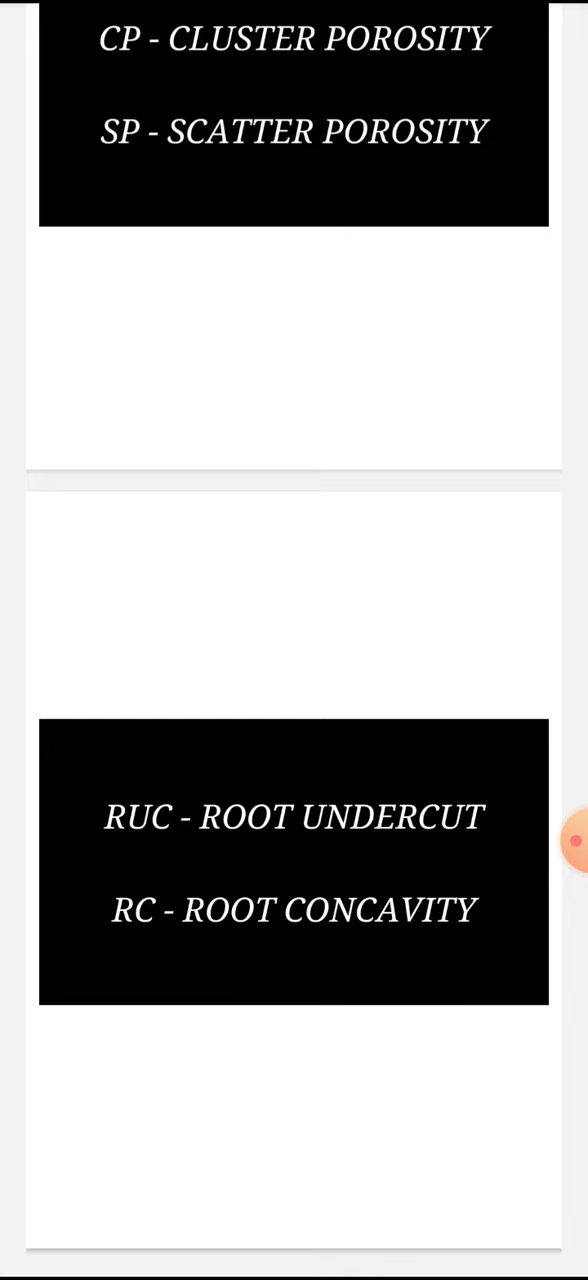 CP - CLUSTER POROSITY
SP - SCATTER POROSITY
RUC - ROOT UNDERCUT
RC - ROOT CONCAVITY